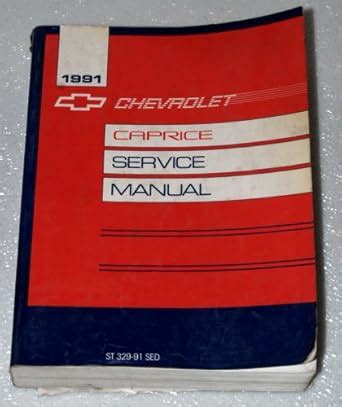 1991
CHEVROLET
CAPRICE
SERVICE
MANUAL
ST 329-91 SED